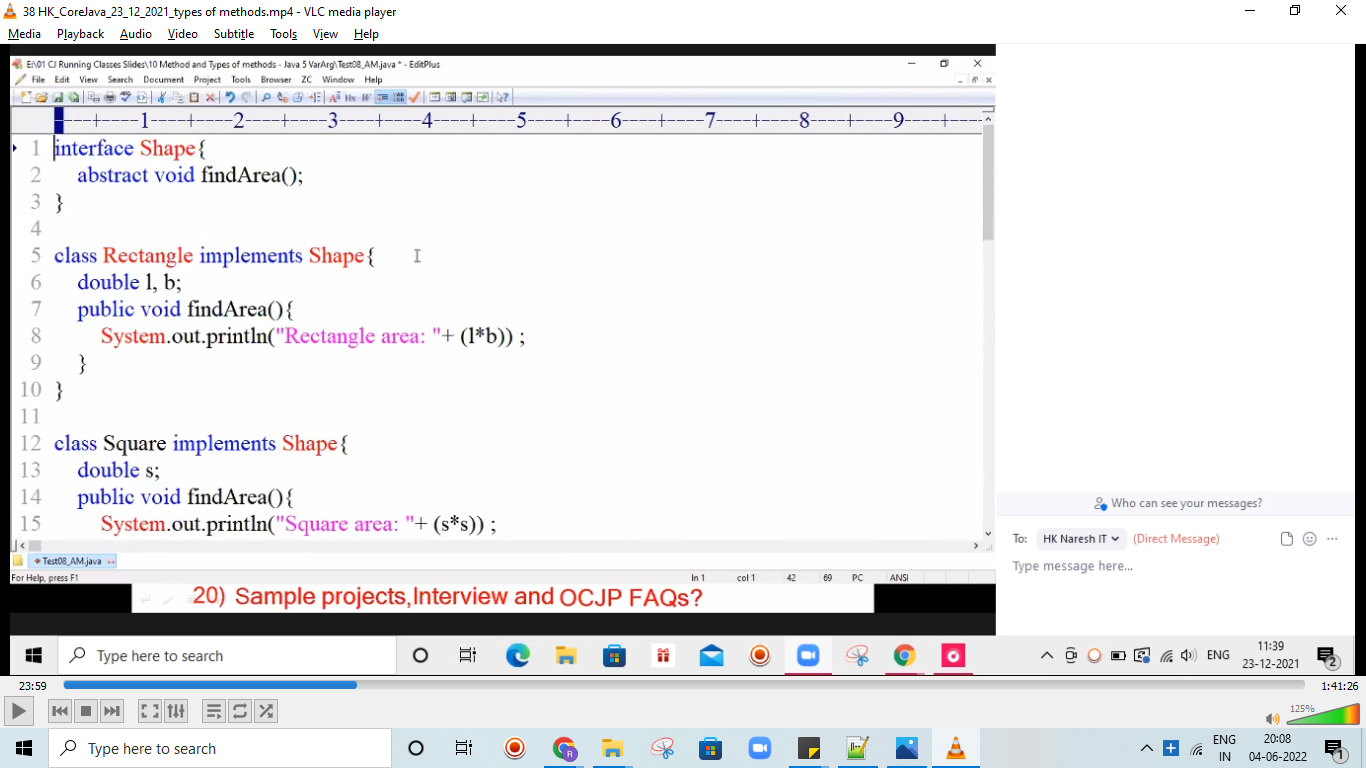 38 HK_CoreJava_23_12_2021_types of methods.mp4 - VLC media player
Media Playback Audio Video Subtitle Tools View Help
E:\01 CJ Running Classes Slides\10 Method and Types of methods - Java 5 VarArg\Test08_AM.java * - EditPlus
File Edit View Search Document Project Tools Browser ZC Window Help
----+----1----+----2----+----3----+----4----+----5----+----6----+----7----+----8----+----9----+----
1 interface Shape{
2 abstract void findArea();
3 }
4
5 class Rectangle implements Shape{
6 double l, b;
7 public void findArea(){
8 System.out.println("Rectangle area: "+ (l*b)) ;
9 }
10 }
11
12 class Square implements Shape{
13 double s;
14 public void findArea(){
15 System.out.println("Square area: "+ (s*s)) ;
Test08_AM.java
For Help, press F1 ln 1 col 1 42 69 PC ANSI
20) Sample projects,Interview and OCJP FAQs?
Who can see your messages?
To: HK Naresh IT (Direct Message)
Type message here...
Type here to search
ENG
11:39
23-12-2021
2
23:59
1:41:26
125%
Type here to search
ENG
IN
20:08
04-06-2022
1